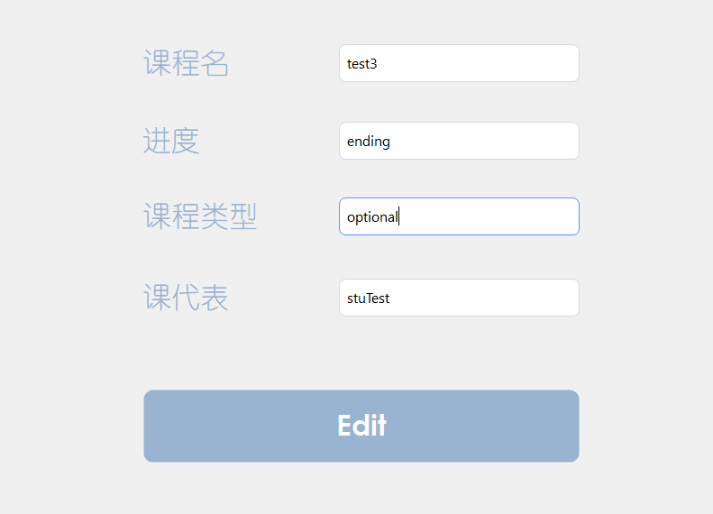 课程名
test3
进度
ending
课程类型
optional
课代表
stuTest
Edit